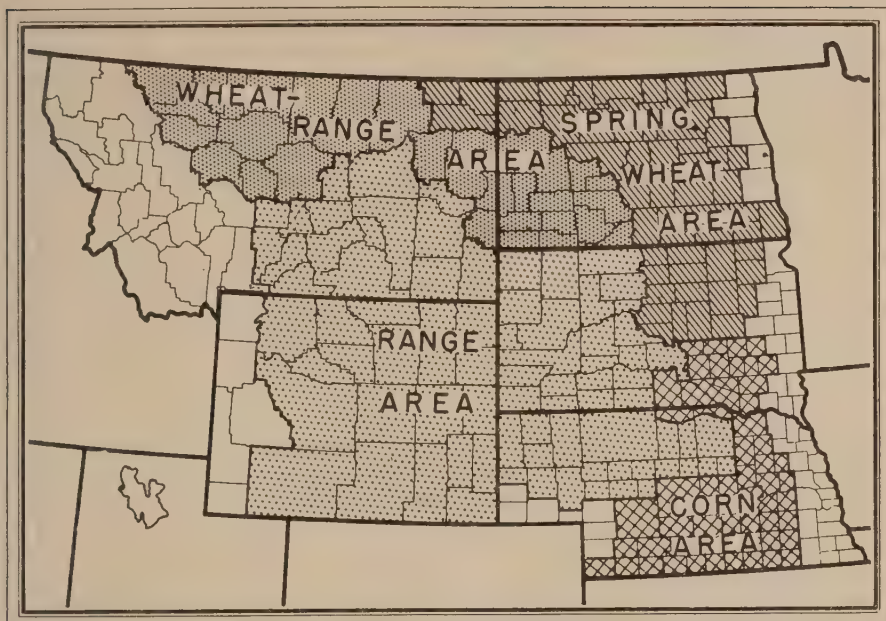 WHEAT-
RANGE
AREA
SPRING
WHEAT
AREA
RANGE
AREA
CORN
AREA